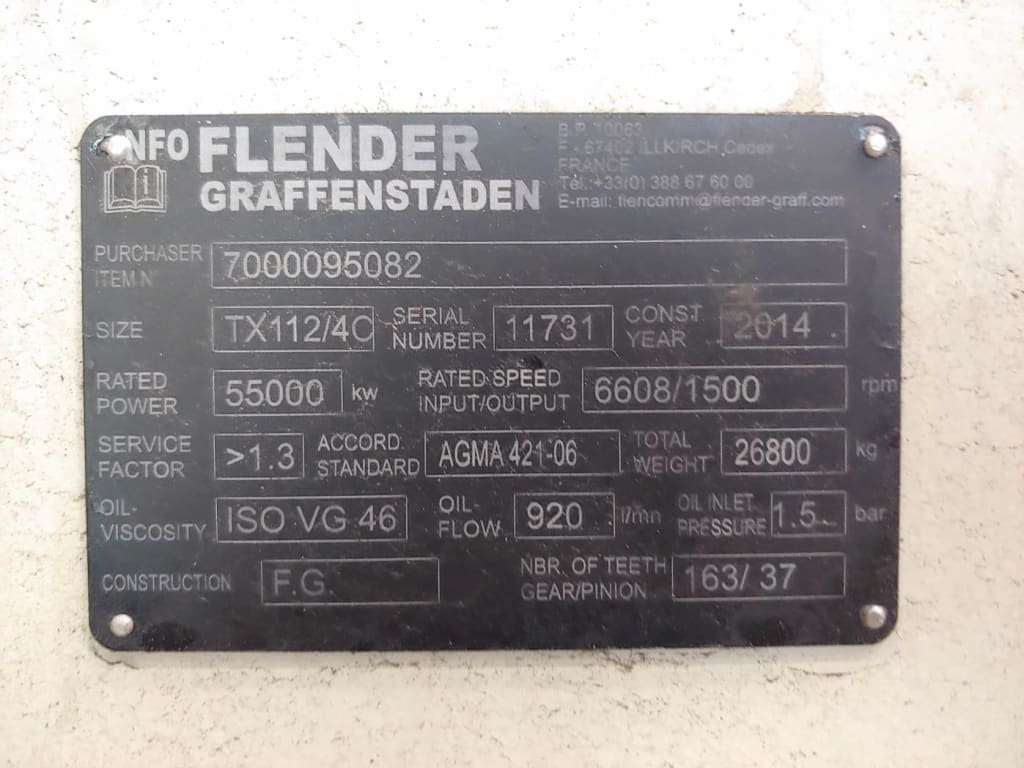 INFO FLENDER
GRAFFENSTADEN
B.P. 10063
F - 67402 ILLKIRCH Cedex
FRANCE
Tél.:+33(0) 388 67 60 00
E-mail: flencomm@flender-graff.com
PURCHASER ITEM N° 7000095082
SIZE TX112/4C SERIAL NUMBER 11731 CONST. YEAR 2014
RATED POWER 55000 kw RATED SPEED INPUT/OUTPUT 6608/1500 rpm
SERVICE FACTOR >1.3 ACCORD. STANDARD AGMA 421-06 TOTAL WEIGHT 26800 kg
OIL-VISCOSITY ISO VG 46 OIL-FLOW 920 l/mn OIL INLET PRESSURE 1.5 bar
CONSTRUCTION F.G. NBR. OF TEETH GEAR/PINION 163/ 37